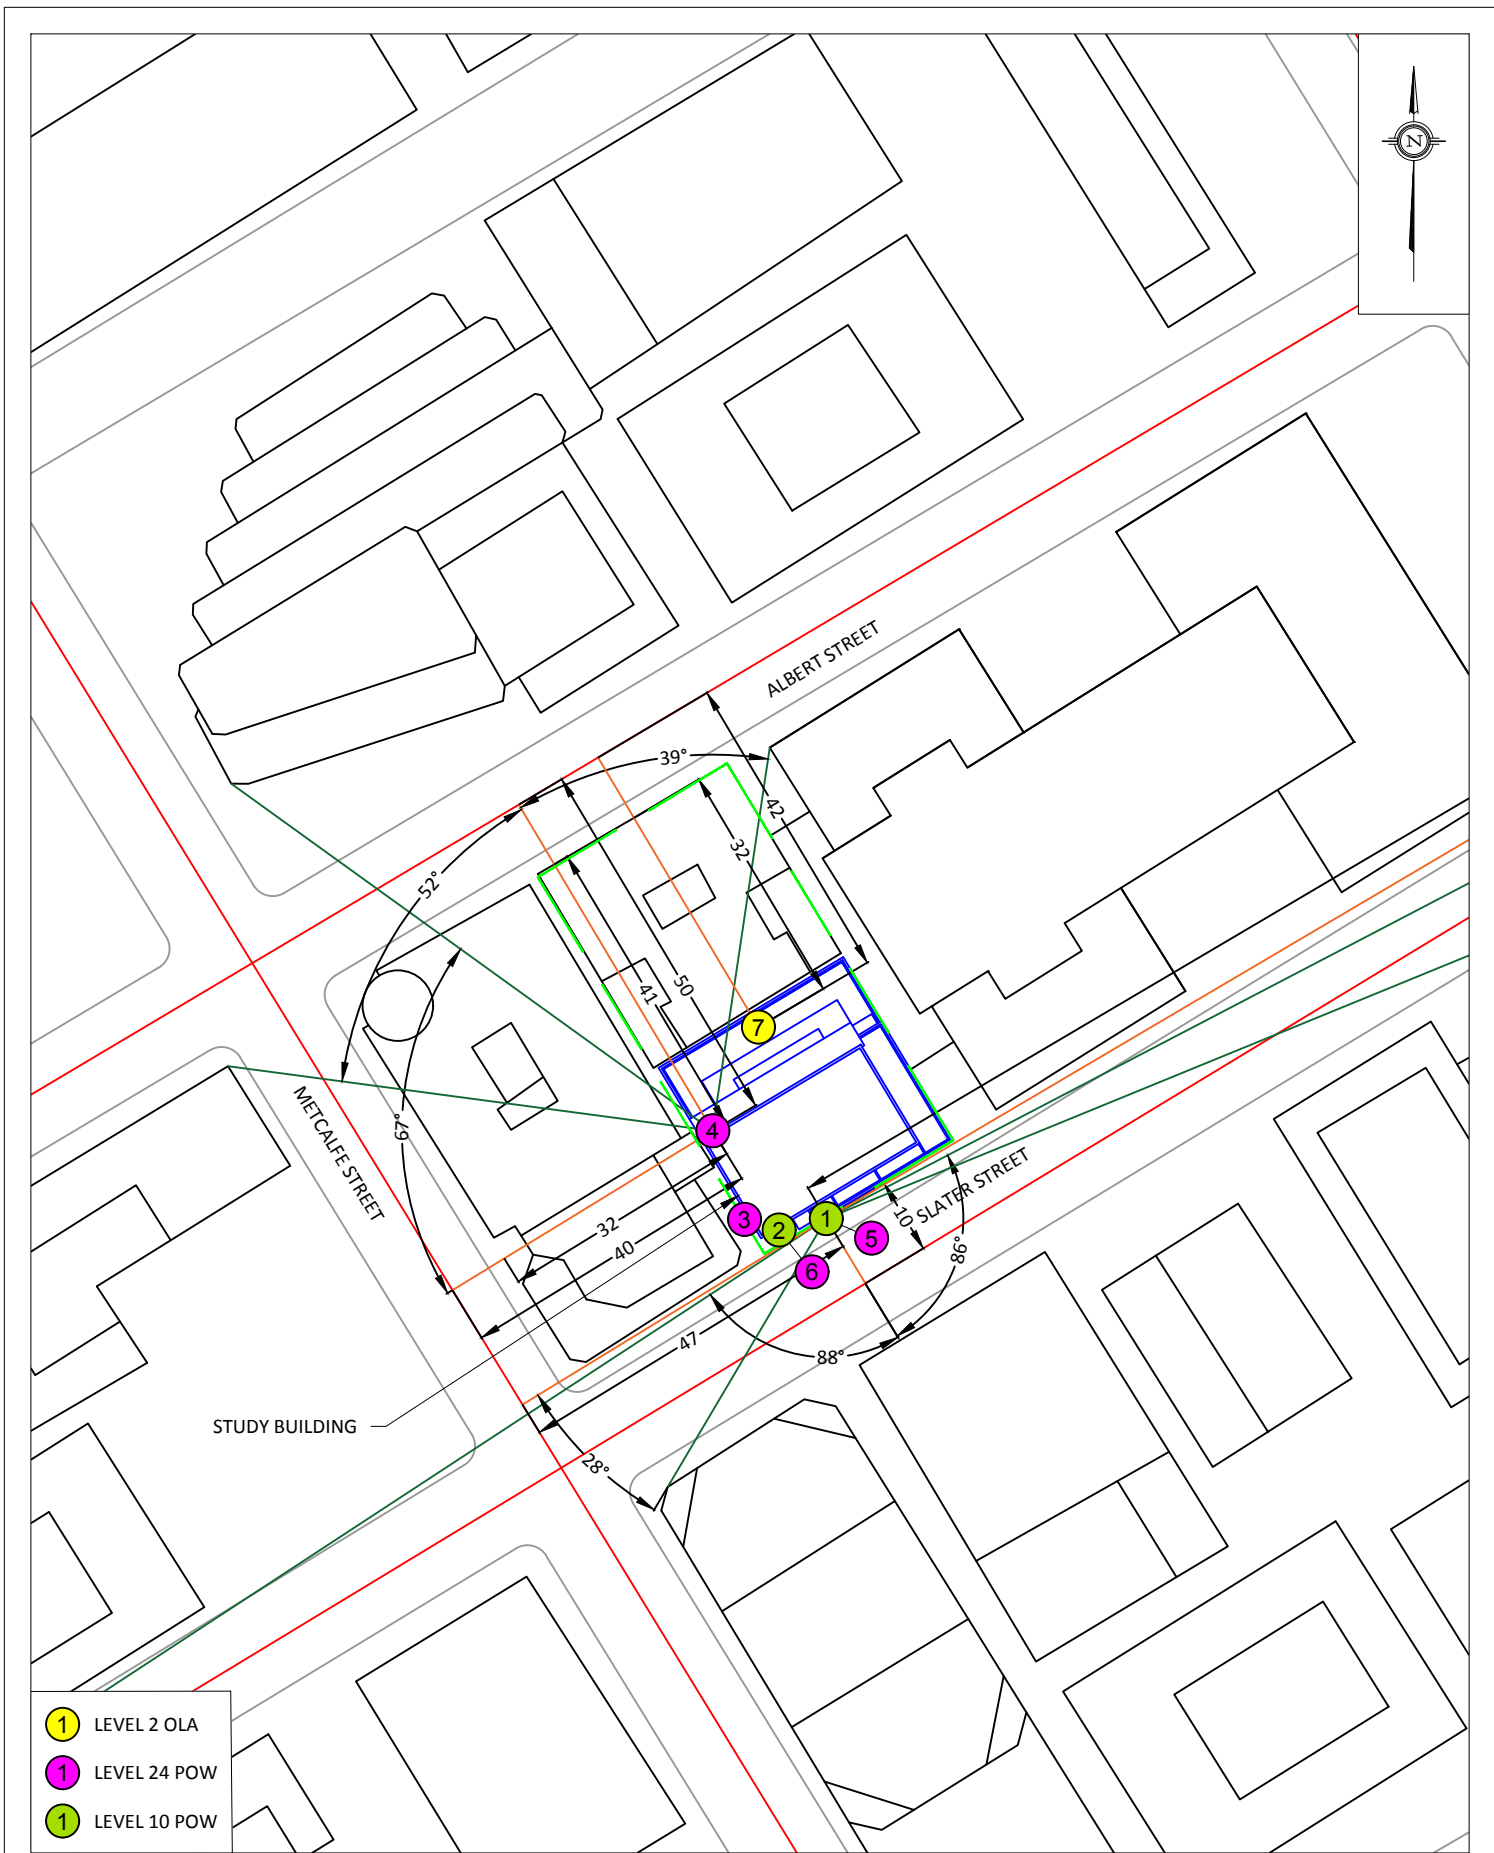 N
ALBERT STREET
39°
42
32
52°
50
41
7
METCALFE STREET
67°
4
SLATER STREET
3
2
1
5
10
86°
32
40
6
47
88°
STUDY BUILDING
28°
1 LEVEL 2 OLA
1 LEVEL 24 POW
1 LEVEL 10 POW